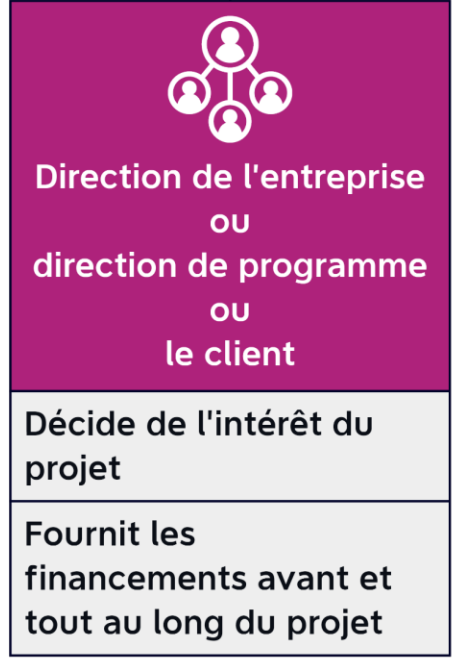 Direction de l'entreprise
ou
direction de programme
ou
le client
Décide de l'intérêt du
projet
Fournit les
financements avant et
tout au long du projet